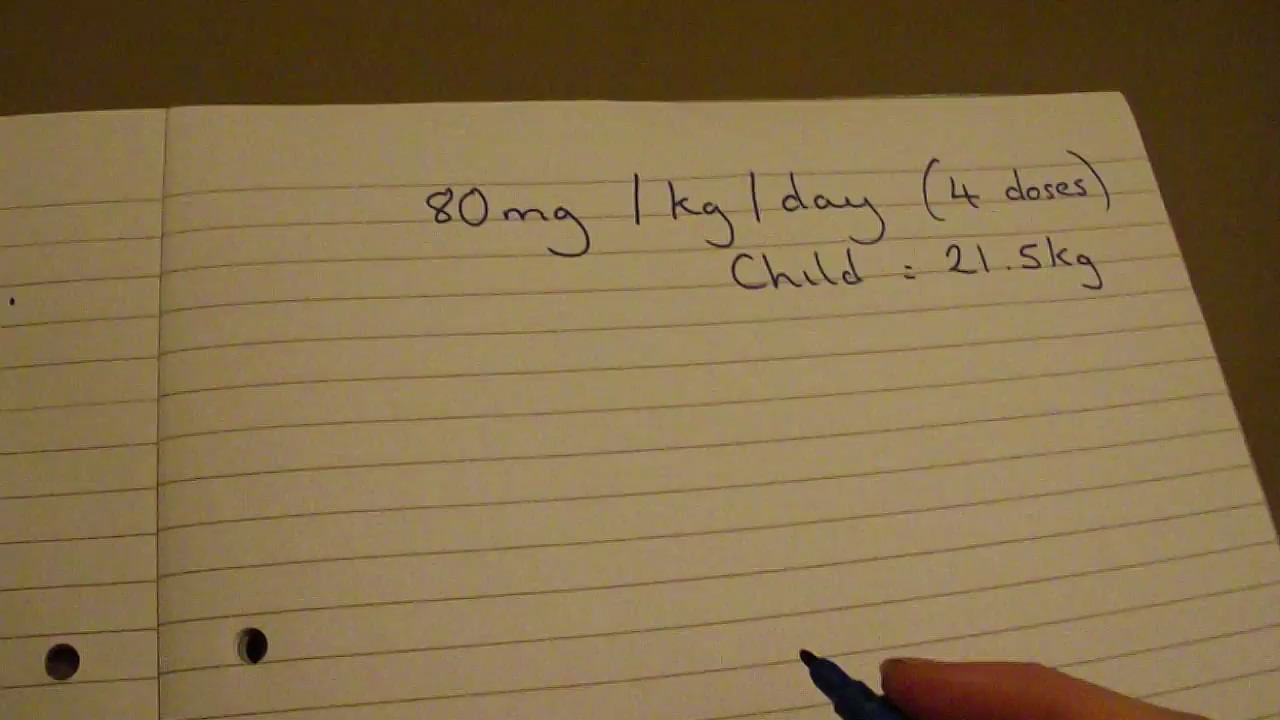 80mg /kg/day (4 doses)
Child = 21.5kg